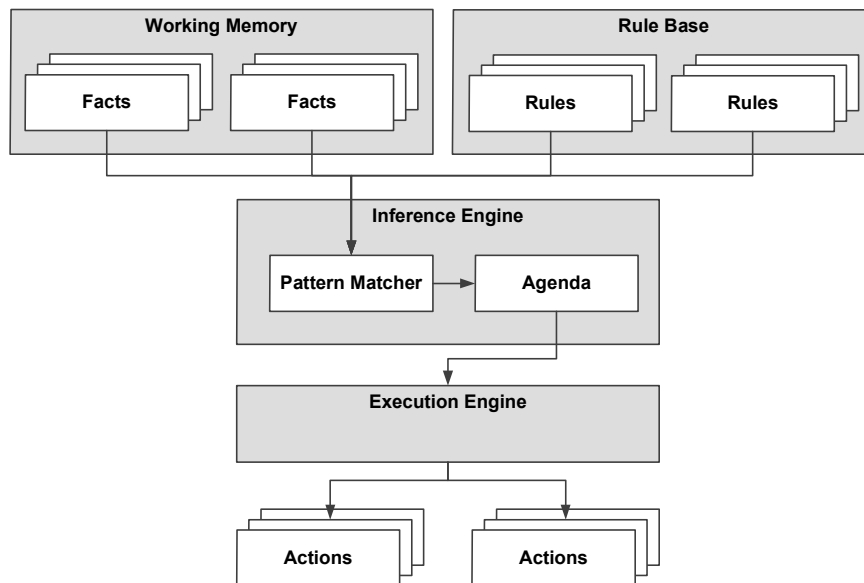 Working Memory
Rule Base
Facts
Facts
Rules
Rules
Inference Engine
Pattern Matcher
Agenda
Execution Engine
Actions
Actions